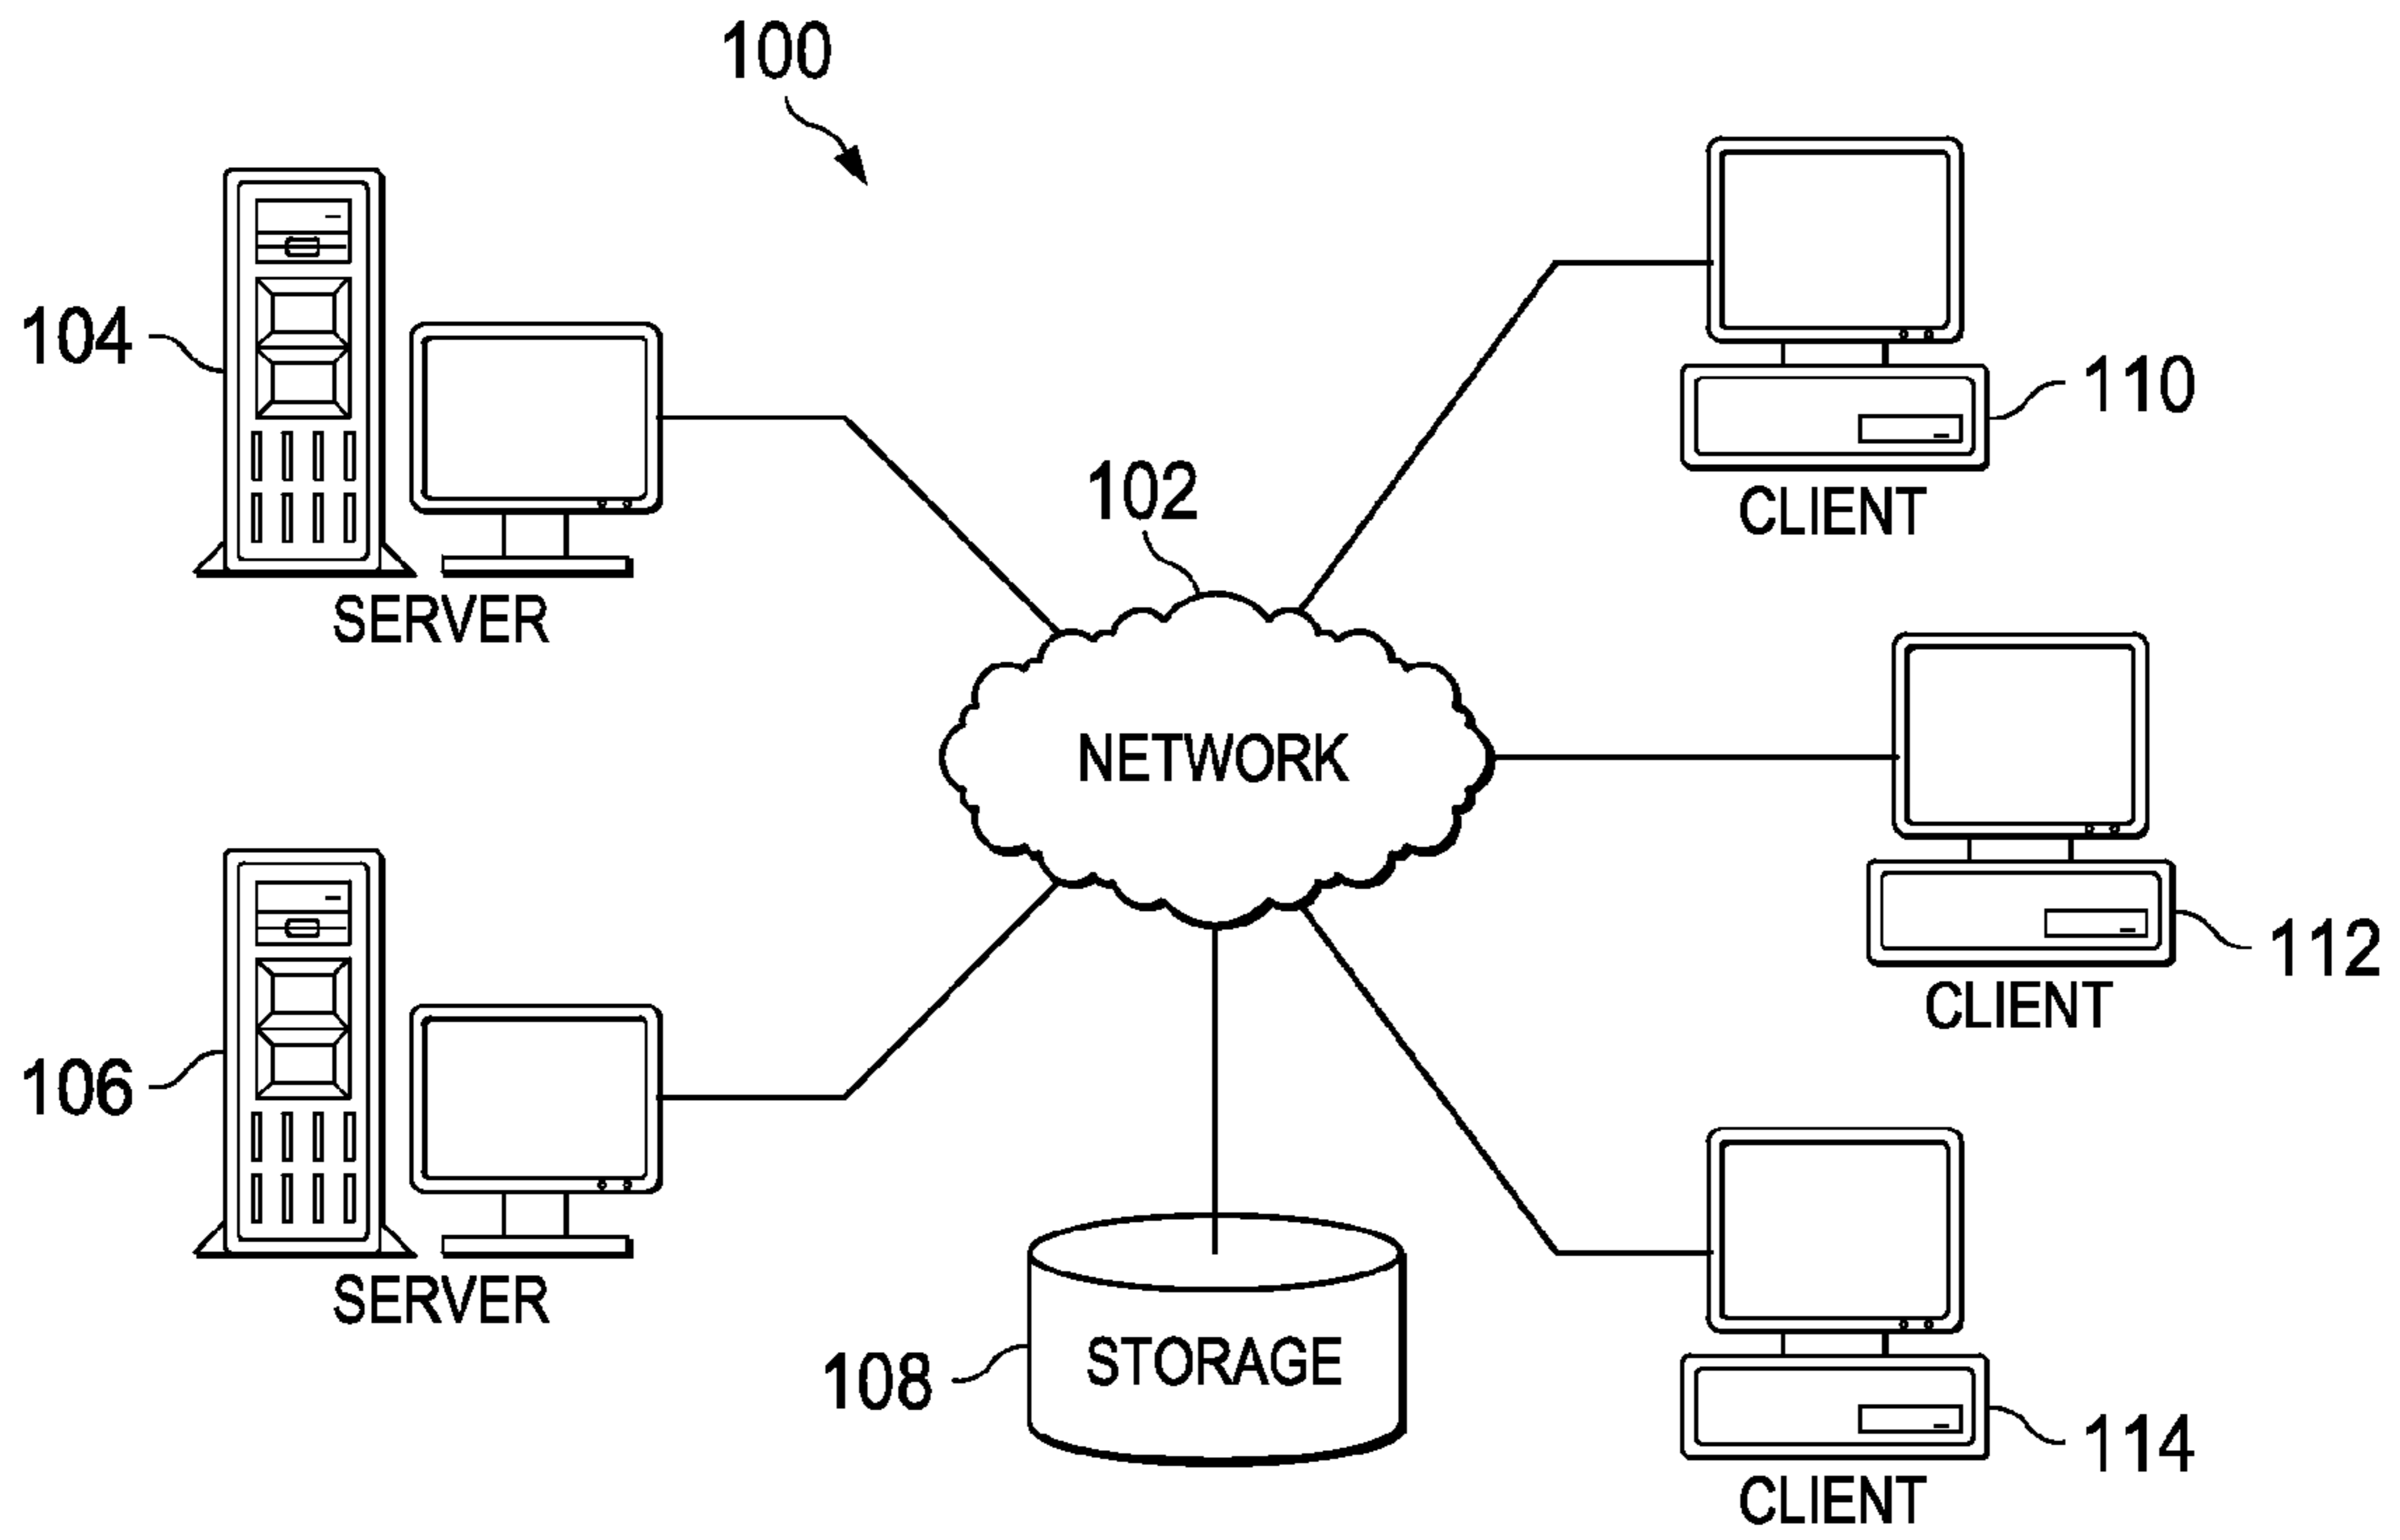 100
104
SERVER
102
NETWORK
110
CLIENT
112
CLIENT
106
SERVER
108
STORAGE
114
CLIENT